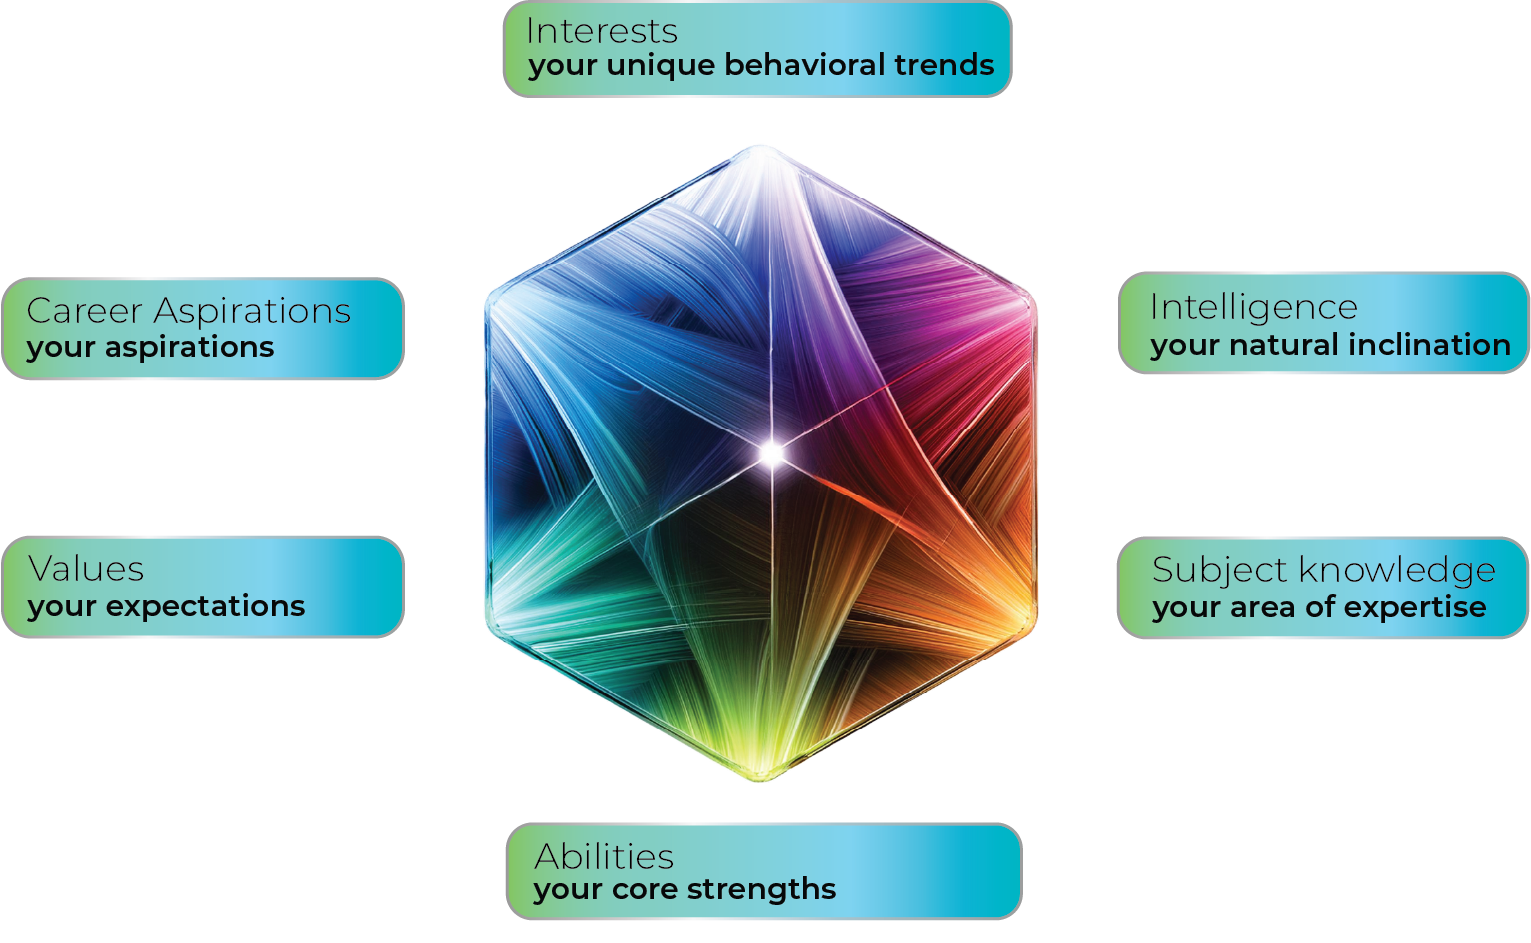 Interests
your unique behavioral trends
Career Aspirations
your aspirations
Intelligence
your natural inclination
Values
your expectations
Subject knowledge
your area of expertise
Abilities
your core strengths